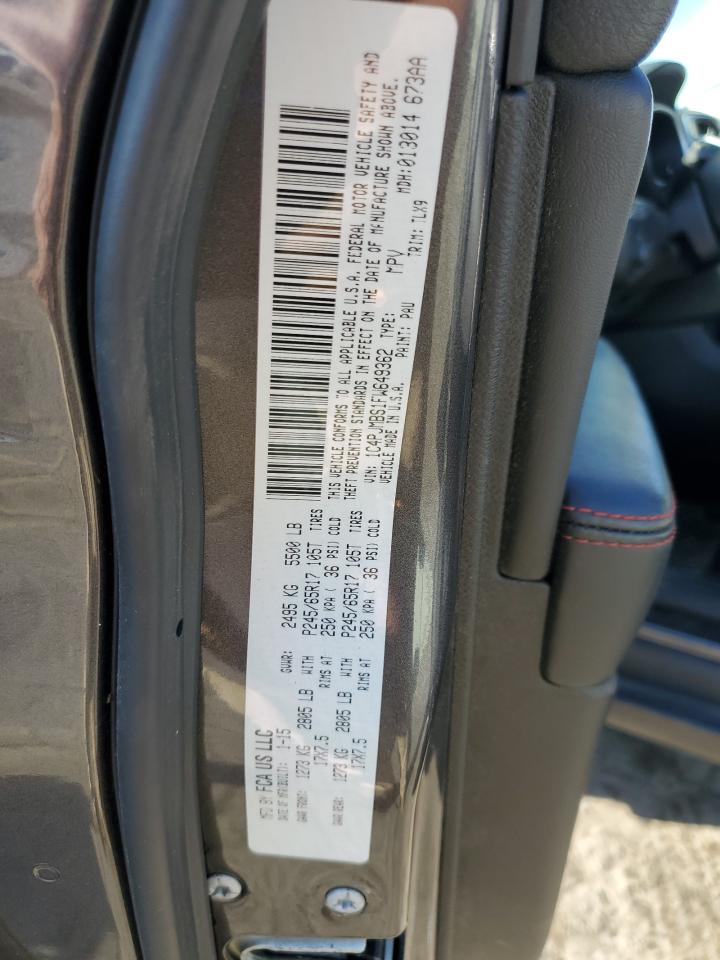 MFD BY FCA US LLC
DATE OF MFR(BUILT): 1-15 GVWR: 2495 KG 5500 LB
GAWR FRONT: 1273 KG 2805 LB WITH P245/65R17 105T TIRES
17X7.5 RIMS AT 250 KPA ( 36 PSI) COLD
GAWR REAR: 1273 KG 2805 LB WITH P245/65R17 105T TIRES
17X7.5 RIMS AT 250 KPA ( 36 PSI) COLD
THIS VEHICLE CONFORMS TO ALL APPLICABLE U.S.A. FEDERAL MOTOR VEHICLE SAFETY AND
THEFT PREVENTION STANDARDS IN EFFECT ON THE DATE OF MANUFACTURE SHOWN ABOVE.
VIN: 1C4PJMBS1FW649362 TYPE: MPV MDH:013014 673AA
VEHICLE MADE IN U.S.A. PAINT: PAU TRIM: TLX9